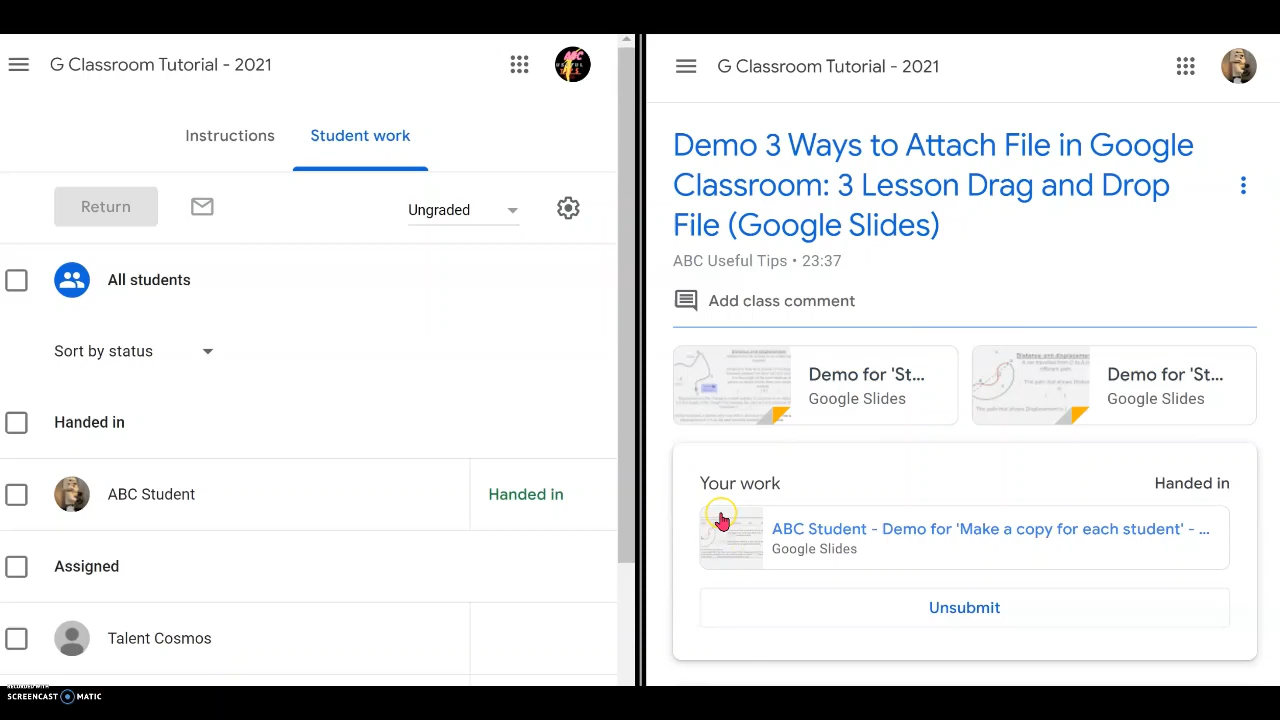 G Classroom Tutorial - 2021
Instructions
Student work
Return
Ungraded
All students
Sort by status
Handed in
ABC Student
Handed in
Assigned
Talent Cosmos
RECORDED WITH
SCREENCAST MATIC
G Classroom Tutorial - 2021
Demo 3 Ways to Attach File in Google
Classroom: 3 Lesson Drag and Drop
File (Google Slides)
ABC Useful Tips • 23:37
Add class comment
Demo for 'St...
Google Slides
Demo for 'St...
Google Slides
Your work
Handed in
ABC Student - Demo for 'Make a copy for each student' - ...
Google Slides
Unsubmit